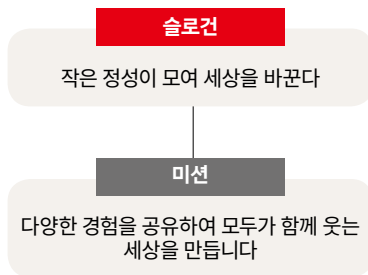 슬로건
작은 정성이 모여 세상을 바꾼다
미션
다양한 경험을 공유하여 모두가 함께 웃는
세상을 만듭니다